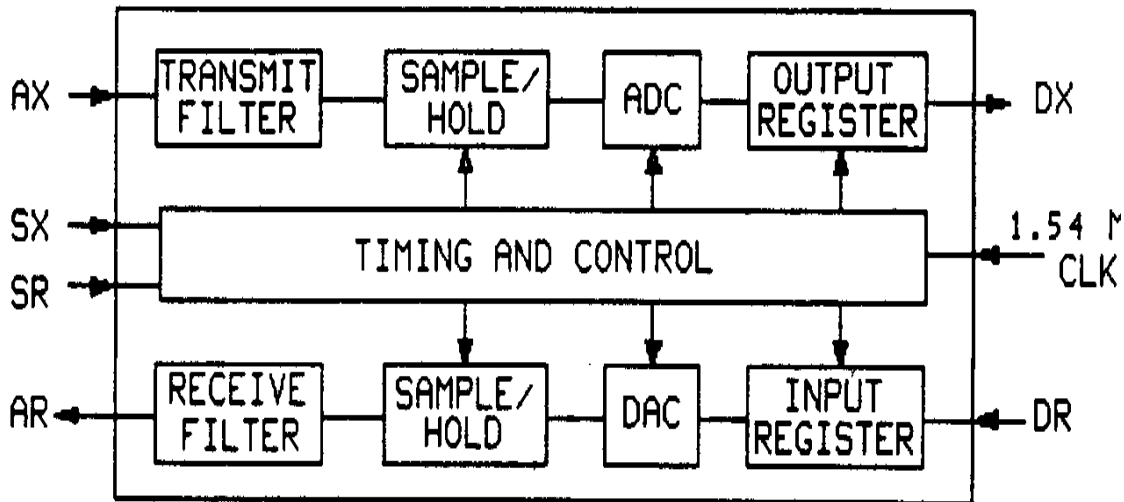 AX
TRANSMIT
FILTER
SAMPLE/
HOLD
ADC
OUTPUT
REGISTER
DX
SX
SR
TIMING AND CONTROL
1.54 M
CLK
AR
RECEIVE
FILTER
SAMPLE/
HOLD
DAC
INPUT
REGISTER
DR